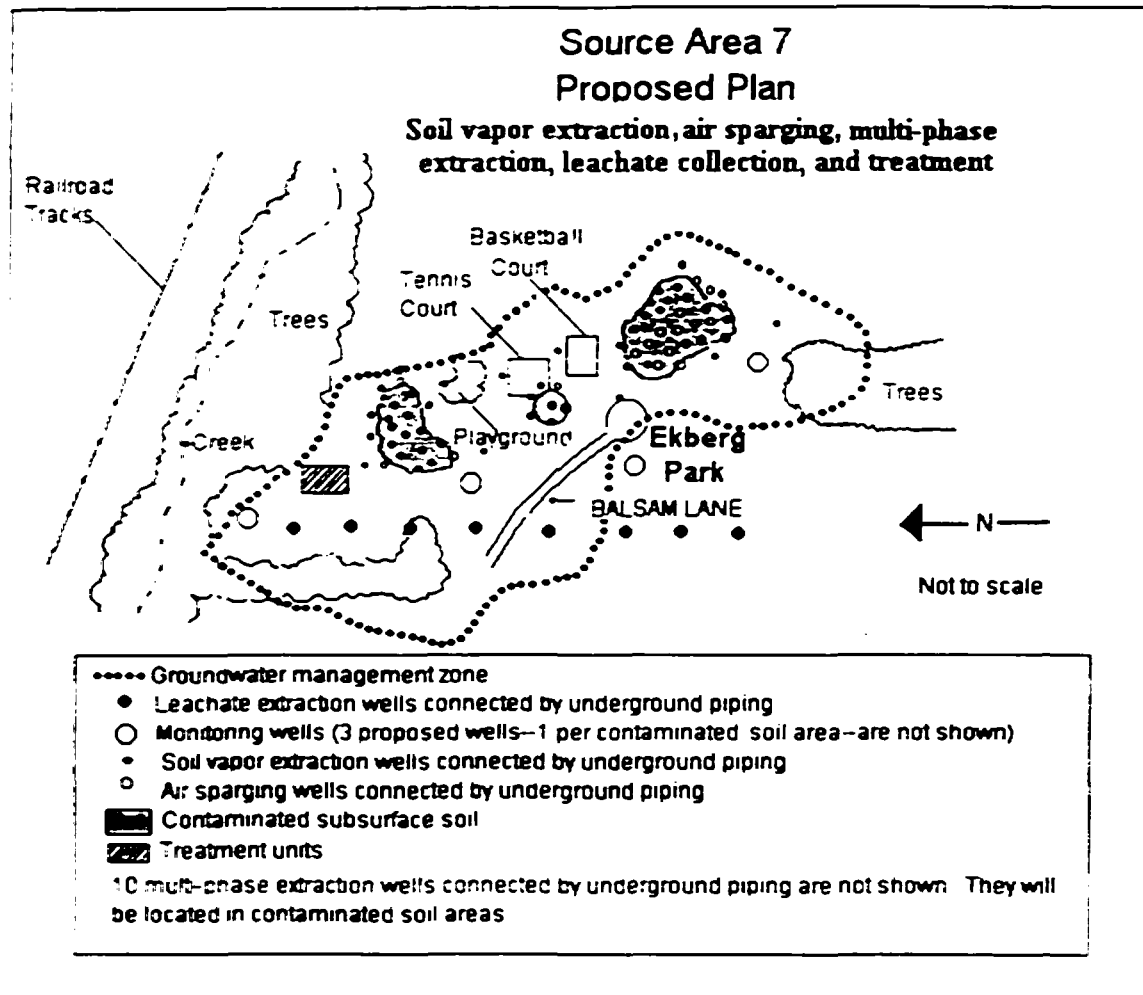 Source Area 7
Proposed Plan
Soil vapor extraction, air sparging, multi-phase
extraction, leachate collection, and treatment
Railroad
Tracks
Basketball
Court
Tennis
Court
Trees
Trees
Creek
Playground
Ekberg
Park
BALSAM LANE
N
Not to scale
Groundwater management zone
Leachate extraction wells connected by underground piping
Monitoring wells (3 proposed wells--1 per contaminated soil area--are not shown)
Soil vapor extraction wells connected by underground piping
Air sparging wells connected by underground piping
Contaminated subsurface soil
Treatment units
10 multi-phase extraction wells connected by underground piping are not shown They will
be located in contaminated soil areas